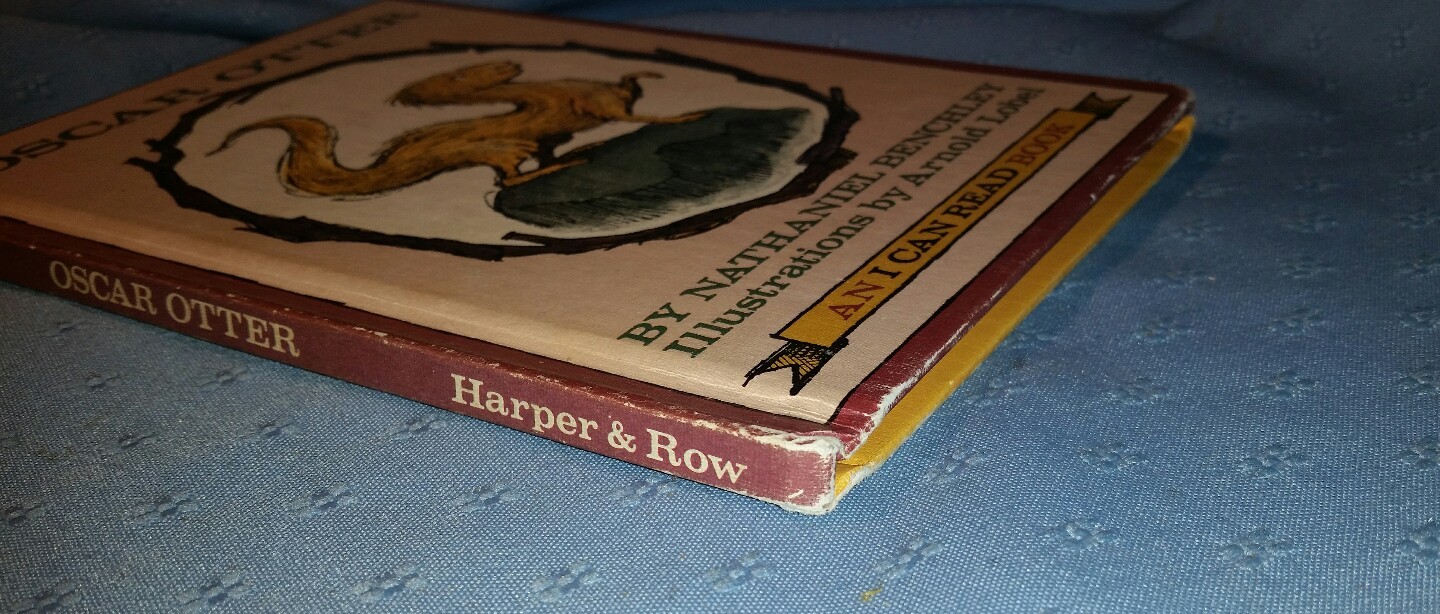 OSCAR OTTER
BY NATHANIEL BENCHLEY
Illustrations by Arnold Lobel
AN I CAN READ BOOK
OSCAR OTTER
Harper & Row